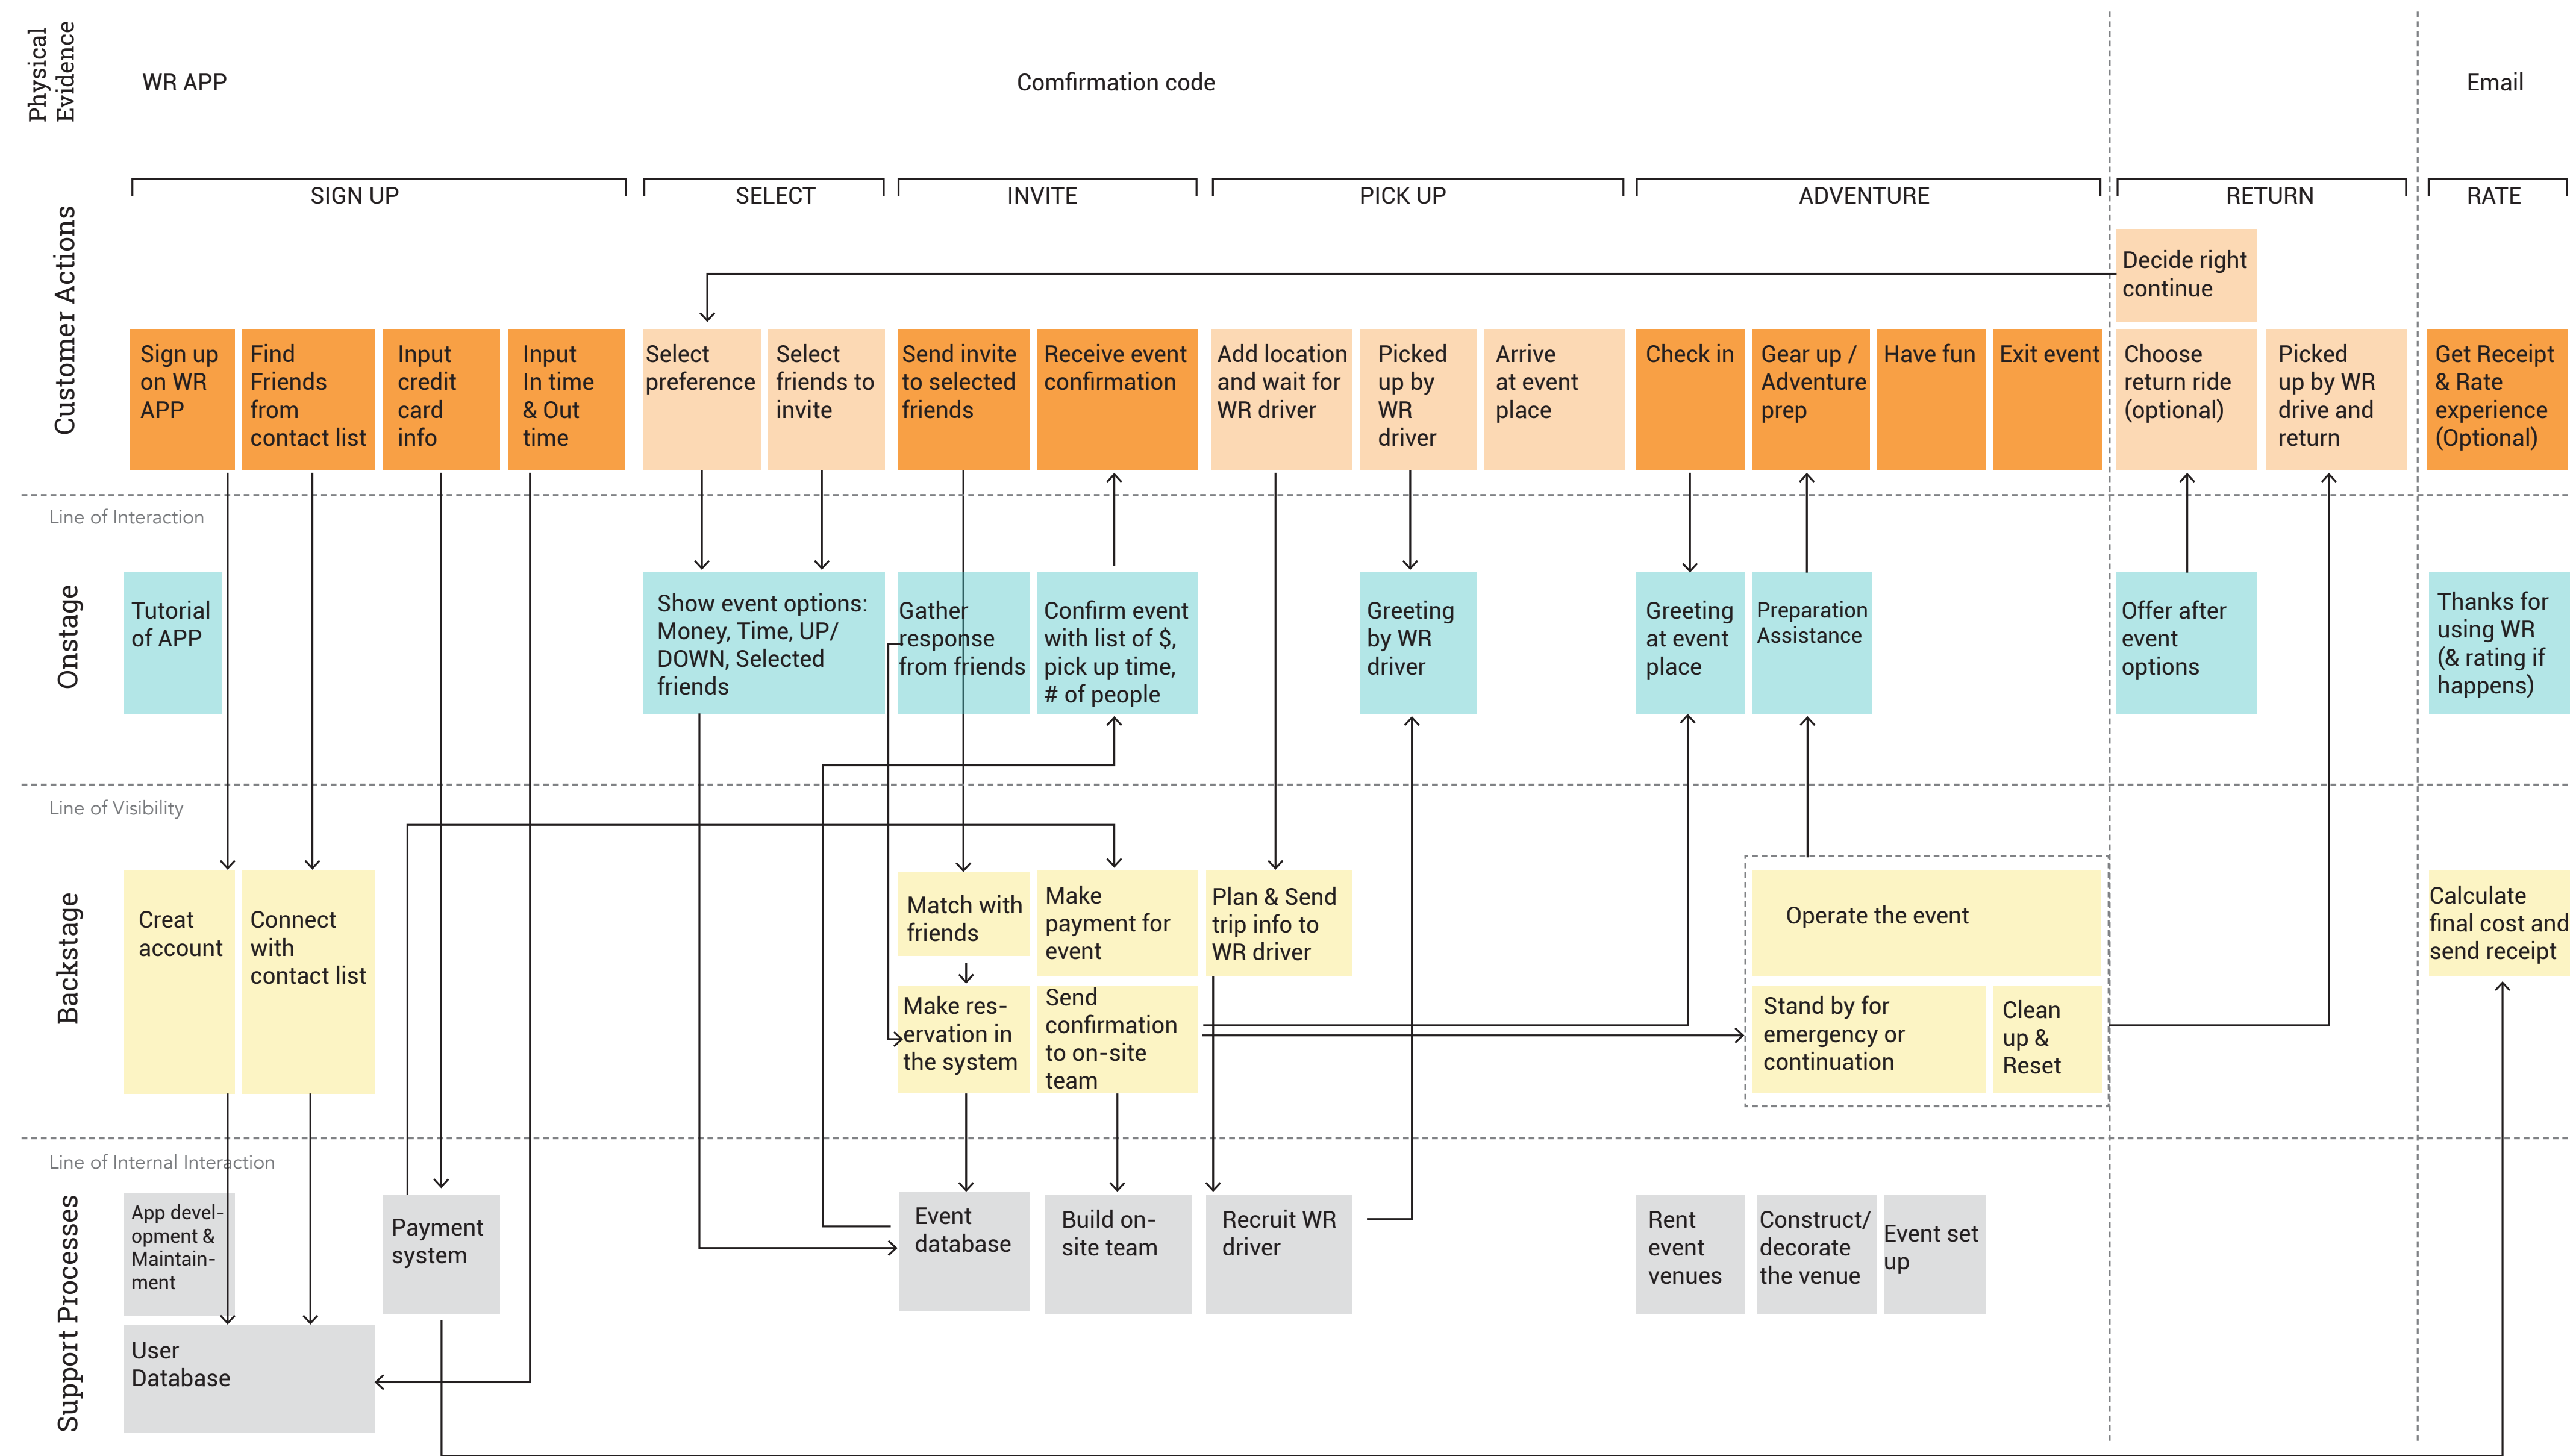 Physical
Evidence
WR APP
Comfirmation code
Email
Customer Actions
SIGN UP
SELECT
INVITE
PICK UP
ADVENTURE
RETURN
RATE
Decide right
continue
Sign up
on WR
APP
Find
Friends
from
contact list
Input
credit
card
info
Input
In time
& Out
time
Select
preference
Select
friends to
invite
Send invite
to selected
friends
Receive event
confirmation
Add location
and wait for
WR driver
Picked
up by
WR
driver
Arrive
at event
place
Check in
Gear up /
Adventure
prep
Have fun
Exit event
Choose
return ride
(optional)
Picked
up by WR
drive and
return
Get Receipt
& Rate
experience
(Optional)
Line of Interaction
Onstage
Tutorial
of APP
Show event options:
Money, Time, UP/
DOWN, Selected
friends
Gather
response
from friends
Confirm event
with list of $,
pick up time,
# of people
Greeting
by WR
driver
Greeting
at event
place
Preparation
Assistance
Offer after
event
options
Thanks for
using WR
(& rating if
happens)
Line of Visibility
Backstage
Creat
account
Connect
with
contact list
Match with
friends
Make
payment for
event
Plan & Send
trip info to
WR driver
Operate the event
Calculate
final cost and
send receipt
Make res-
ervation in
the system
Send
confirmation
to on-site
team
Stand by for
emergency or
continuation
Clean
up &
Reset
Line of Internal Interaction
Support Processes
App devel-
opment &
Maintain-
ment
Payment
system
Event
database
Build on-
site team
Recruit WR
driver
Rent
event
venues
Construct/
decorate
the venue
Event set
up
User
Database